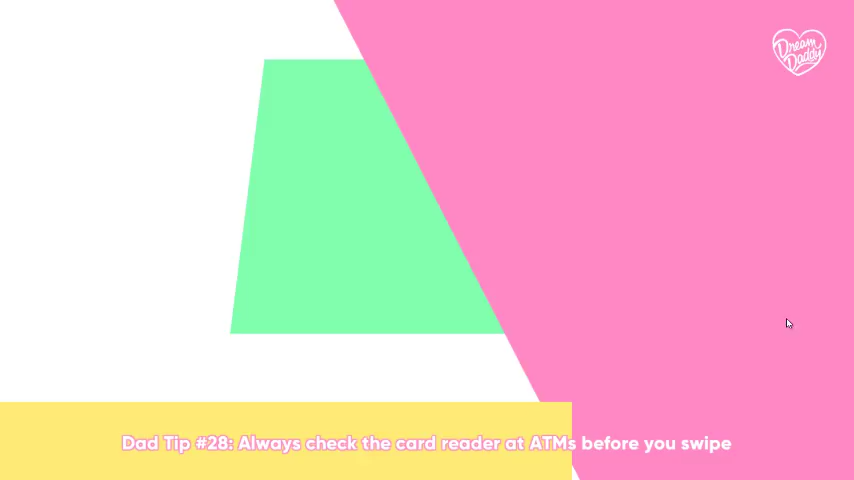 Dream
Daddy
Dad Tip #28: Always check the card reader at ATMs before you swipe